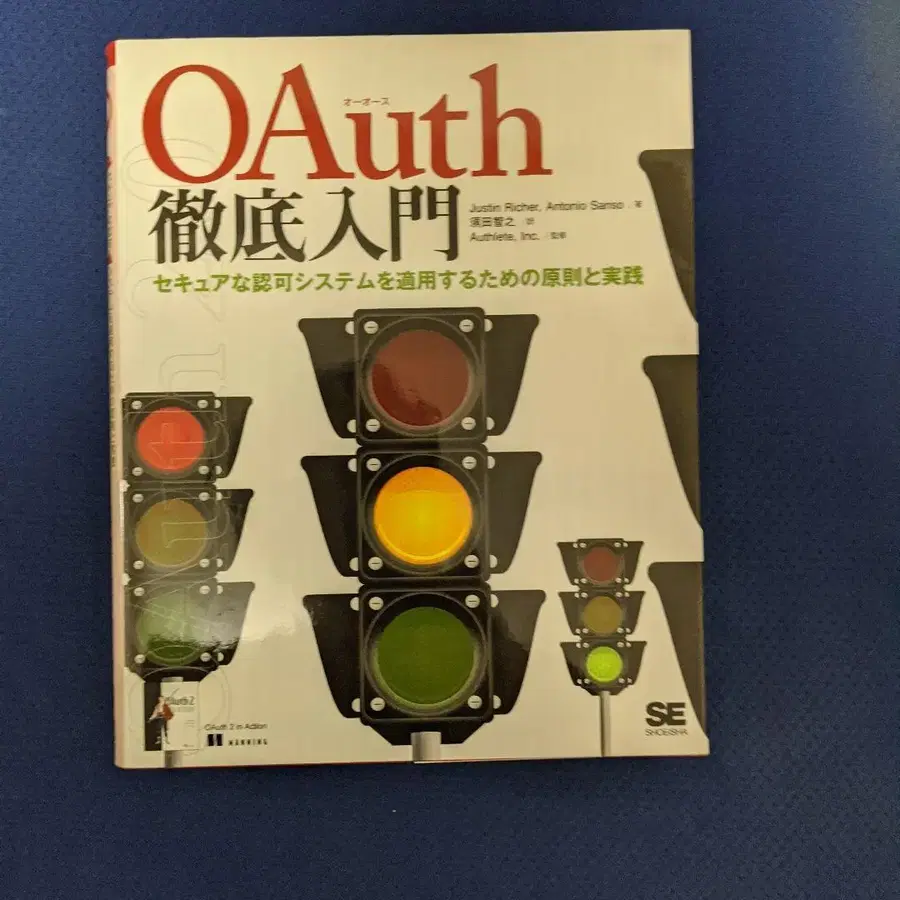 OAuth
オーオース
徹底入門
Justin Richer, Antonio Sanso 著
須田智之 訳
Authlete, Inc. 監修
セキュアな認可システムを適用するための原則と実践
OAuth 2 in Action
MANNING
SE
SHOEISHA